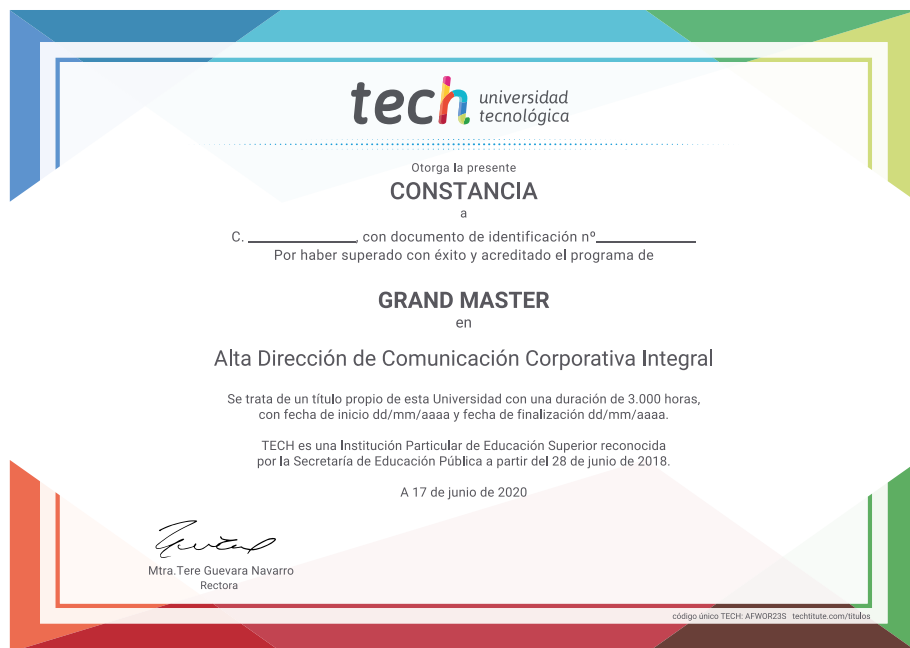 tech universidad
tecnológica
Otorga la presente
CONSTANCIA
a
C. ____________, con documento de identificación nº____________
Por haber superado con éxito y acreditado el programa de
GRAND MASTER
en
Alta Dirección de Comunicación Corporativa Integral
Se trata de un título propio de esta Universidad con una duración de 3.000 horas,
con fecha de inicio dd/mm/aaaa y fecha de finalización dd/mm/aaaa.
TECH es una Institución Particular de Educación Superior reconocida
por la Secretaría de Educación Pública a partir del 28 de junio de 2018.
A 17 de junio de 2020
Mtra.Tere Guevara Navarro
Rectora
código único TECH: AFWOR23S techtitute.com/titulos